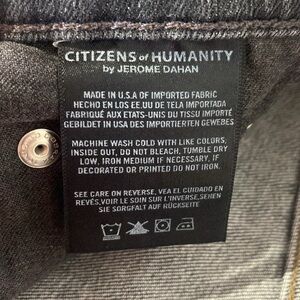 CITIZENS of HUMANITY
by JEROME DAHAN
MADE IN U.S.A OF IMPORTED FABRIC
HECHO EN LOS EE.UU DE TELA IMPORTADA
FABRIQUÉ AUX ETATS-UNIS DU TISSU IMPORTÉ
GEBILDET IN USA DES IMPORTIERTEN GEWEBES
MACHINE WASH COLD WITH LIKE COLORS,
INSIDE OUT, DO NOT BLEACH, TUMBLE DRY
LOW, IRON MEDIUM IF NECESSARY, IF
DECORATED OR PRINTED DO NOT IRON.
SEE CARE ON REVERSE, VEA EL CUIDADO EN
REVÉS,VOIR LE SOIN SUR L'INVERSE,SEHEN
SIE SORGFALT AUF RÜCKSEITE